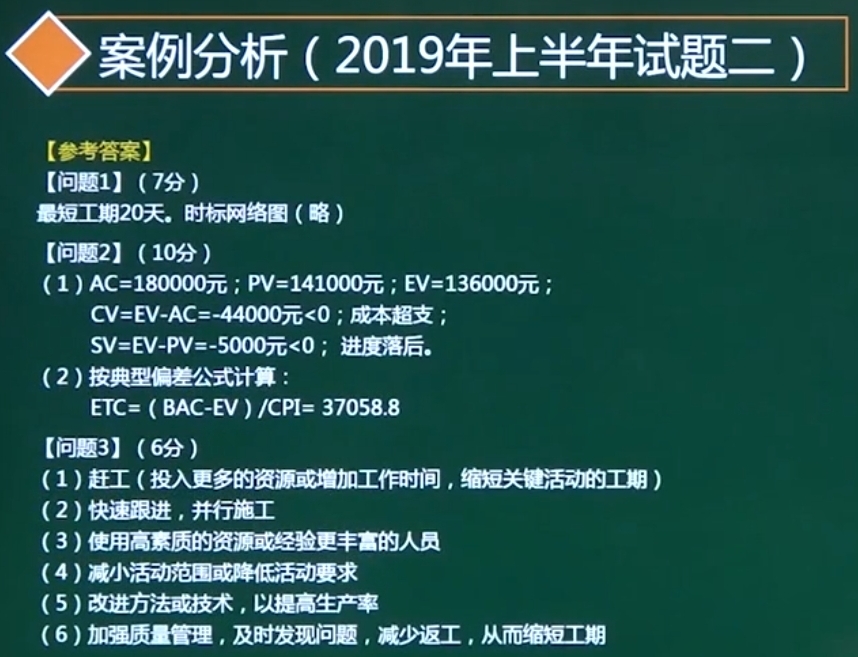 案例分析（2019年上半年试题二）
【参考答案】
【问题1】（7分）
最短工期20天。时标网络图（略）
【问题2】（10分）
（1）AC=180000元；PV=141000元；EV=136000元；
CV=EV-AC=-44000元<0；成本超支；
SV=EV-PV=-5000元<0； 进度落后。
（2）按典型偏差公式计算：
ETC=（BAC-EV）/CPI= 37058.8
【问题3】（6分）
（1）赶工（投入更多的资源或增加工作时间，缩短关键活动的工期）
（2）快速跟进，并行施工
（3）使用高素质的资源或经验更丰富的人员
（4）减小活动范围或降低活动要求
（5）改进方法或技术，以提高生产率
（6）加强质量管理，及时发现问题，减少返工，从而缩短工期